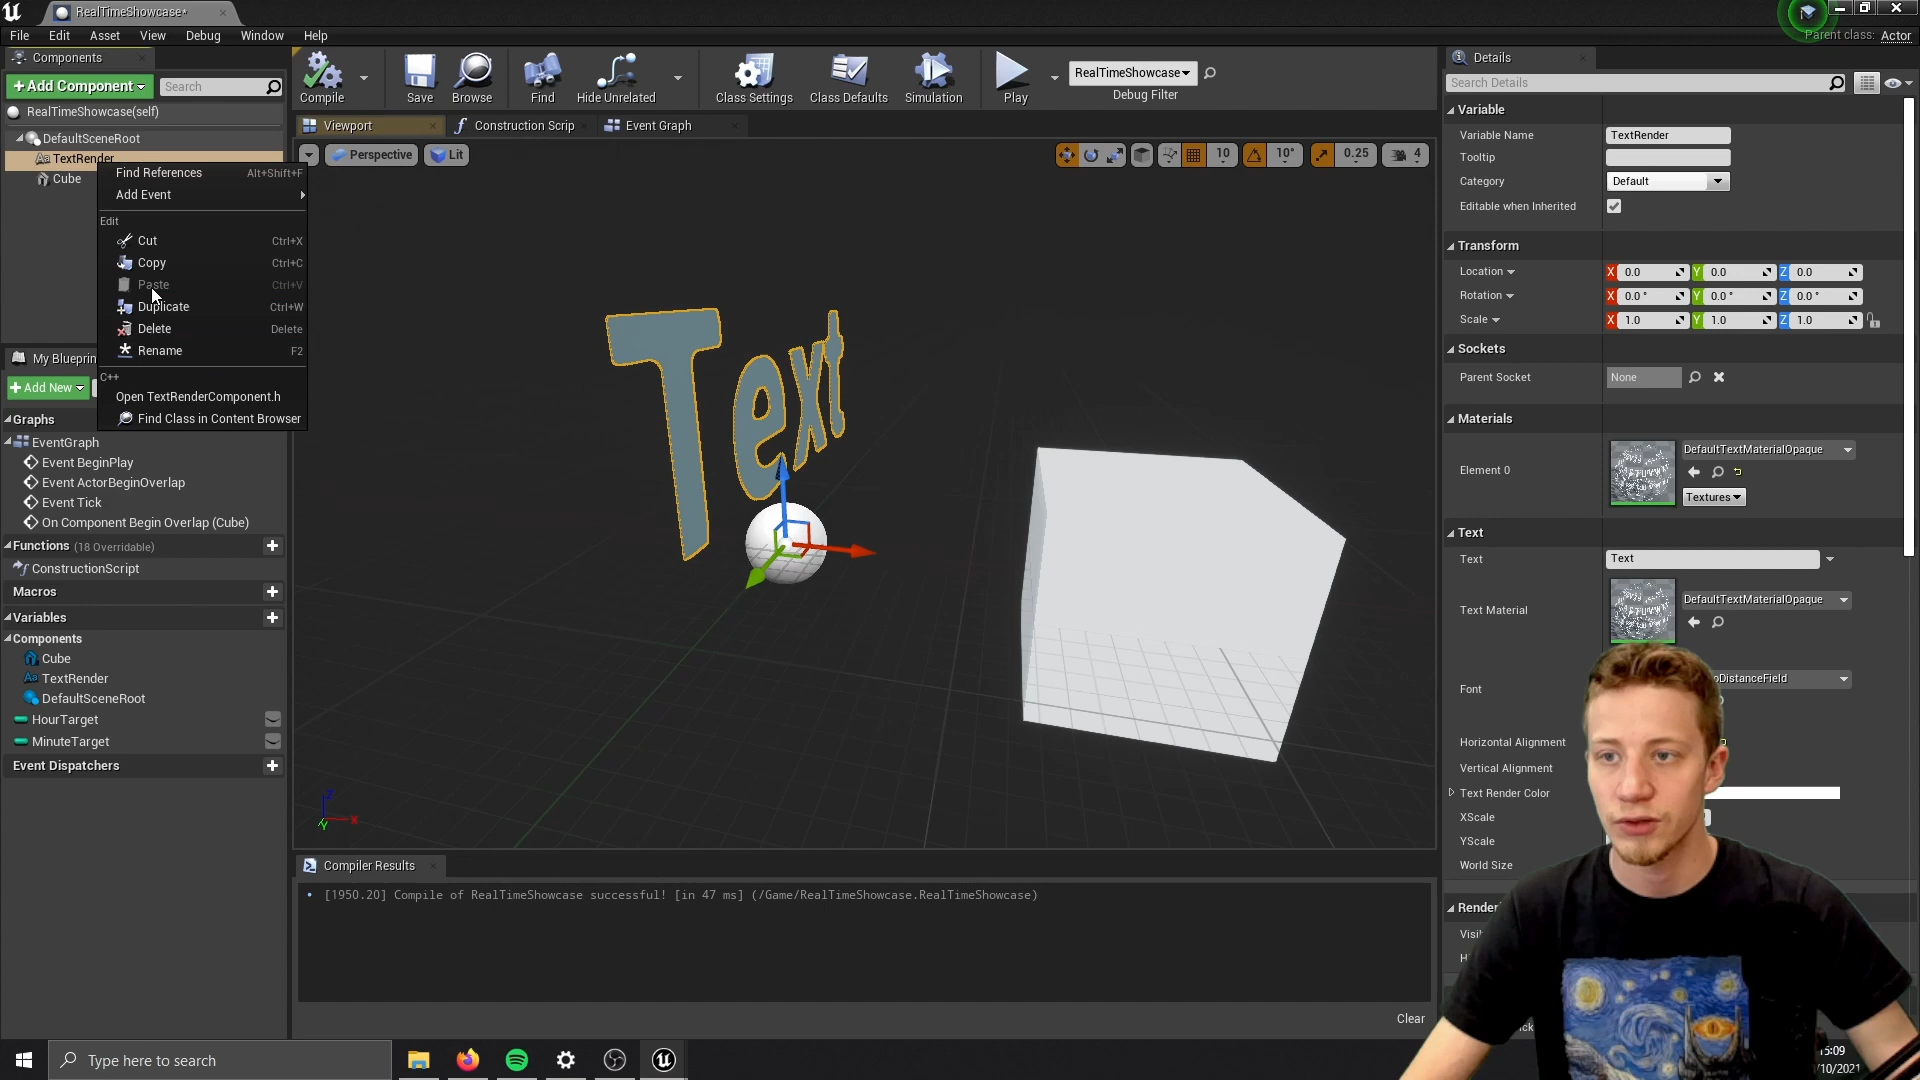 RealTimeShowcase*
File Edit Asset View Debug Window Help
Parent class: Actor
Components
+Add Component
Search
RealTimeShowcase(self)
DefaultSceneRoot
TextRender
Cube
Find References Alt+Shift+F
Add Event
Edit
Cut Ctrl+X
Copy Ctrl+C
Paste Ctrl+V
Duplicate Ctrl+W
Delete Delete
Rename F2
C++
Open TextRenderComponent.h
Find Class in Content Browser
My Blueprin
+Add New
Graphs
EventGraph
Event BeginPlay
Event ActorBeginOverlap
Event Tick
On Component Begin Overlap (Cube)
Functions (18 Overridable)
ConstructionScript
Macros
Variables
Components
Cube
TextRender
DefaultSceneRoot
HourTarget
MinuteTarget
Event Dispatchers
Compile Save Browse Find Hide Unrelated Class Settings Class Defaults Simulation Play
RealTimeShowcase
Debug Filter
Viewport Construction Scrip Event Graph
Perspective Lit
10 10° 0.25 4
Text
Z
X
Y
Compiler Results
[1950.20] Compile of RealTimeShowcase successful! [in 47 ms] (/Game/RealTimeShowcase.RealTimeShowcase)
Clear
Details
Search Details
Variable
Variable Name TextRender
Tooltip
Category Default
Editable when Inherited
Transform
Location X 0.0 Y 0.0 Z 0.0
Rotation X 0.0° Y 0.0° Z 0.0°
Scale X 1.0 Y 1.0 Z 1.0
Sockets
Parent Socket None
Materials
Element 0 DefaultTextMaterialOpaque
Textures
Text
Text Text
Text Material DefaultTextMaterialOpaque
Font oDistanceField
Horizontal Alignment
Vertical Alignment
Text Render Color
XScale
YScale
World Size
Render
Visi
H
Type here to search
15:09
/10/2021